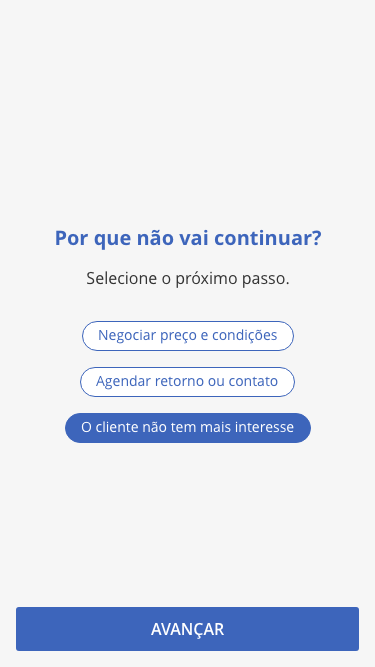 Por que não vai continuar?
Selecione o próximo passo.
Negociar preço e condições
Agendar retorno ou contato
O cliente não tem mais interesse
AVANÇAR